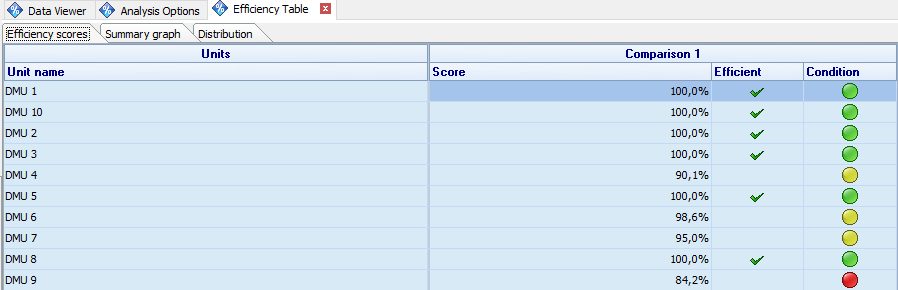 Data Viewer Analysis Options Efficiency Table
Efficiency scores Summary graph Distribution
Units Comparison 1
Unit name Score Efficient Condition
DMU 1 100,0%
DMU 10 100,0%
DMU 2 100,0%
DMU 3 100,0%
DMU 4 90,1%
DMU 5 100,0%
DMU 6 98,6%
DMU 7 95,0%
DMU 8 100,0%
DMU 9 84,2%